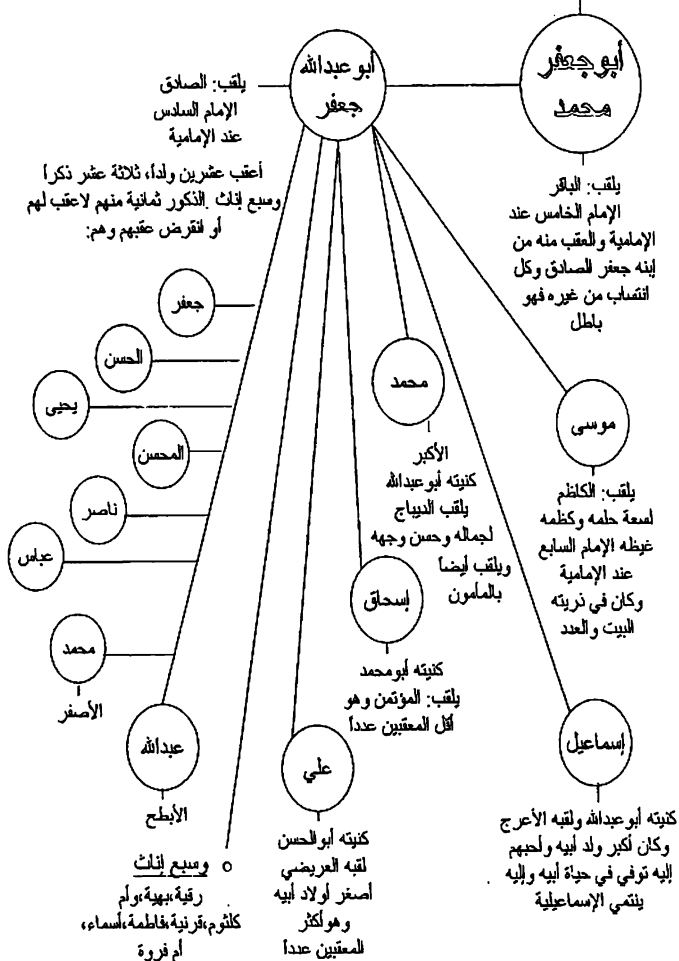 أبو جعفر
محمد
يلقب: الباقر
الإمام الخامس عند
الإمامية والعقب منه من
إبنه جعفر الصادق وكل
انتساب من غيره فهو
باطل
أبو عبدالله
جعفر
يلقب: الصادق
الإمام السادس
عند الإمامية
أعقب عشرين ولداً، ثلاثة عشر ذكراً
وسبع إناث .الذكور ثمانية منهم لاعقب لهم
أو انقرض عقبهم وهم:
جعفر
الحسن
يحيى
المحسن
ناصر
عباس
محمد
الأصغر
عبدالله
الأبطح
وسبع إناث
رقية،بهية،وأم
كلثوم،قرنية،فاطمة،أسماء،
أم فروة
موسى
يلقب: الكاظم
لسعة حلمه وكظمه
غيظه الإمام السابع
عند الإمامية
وكان في ذريته
البيت والعدد
محمد
الأكبر
كنيته أبو عبدالله
يلقب الديباج
لجماله وحسن وجهه
ويلقب أيضاً
بالمامون
إسحاق
كنيته أبومحمد
يلقب: المؤتمن وهو
أقل المعقبين عدداً
علي
كنيته أبوالحسن
لقبه العريضي
أصغر أولاد أبيه
وهوأكثر
المعقبين عدداً
إسماعيل
كنيته أبوعبدالله ولقبه الأعرج
وكان أكبر ولد أبيه وأحبهم
إليه توفي في حياة أبيه وإليه
ينتمي الإسماعيلية